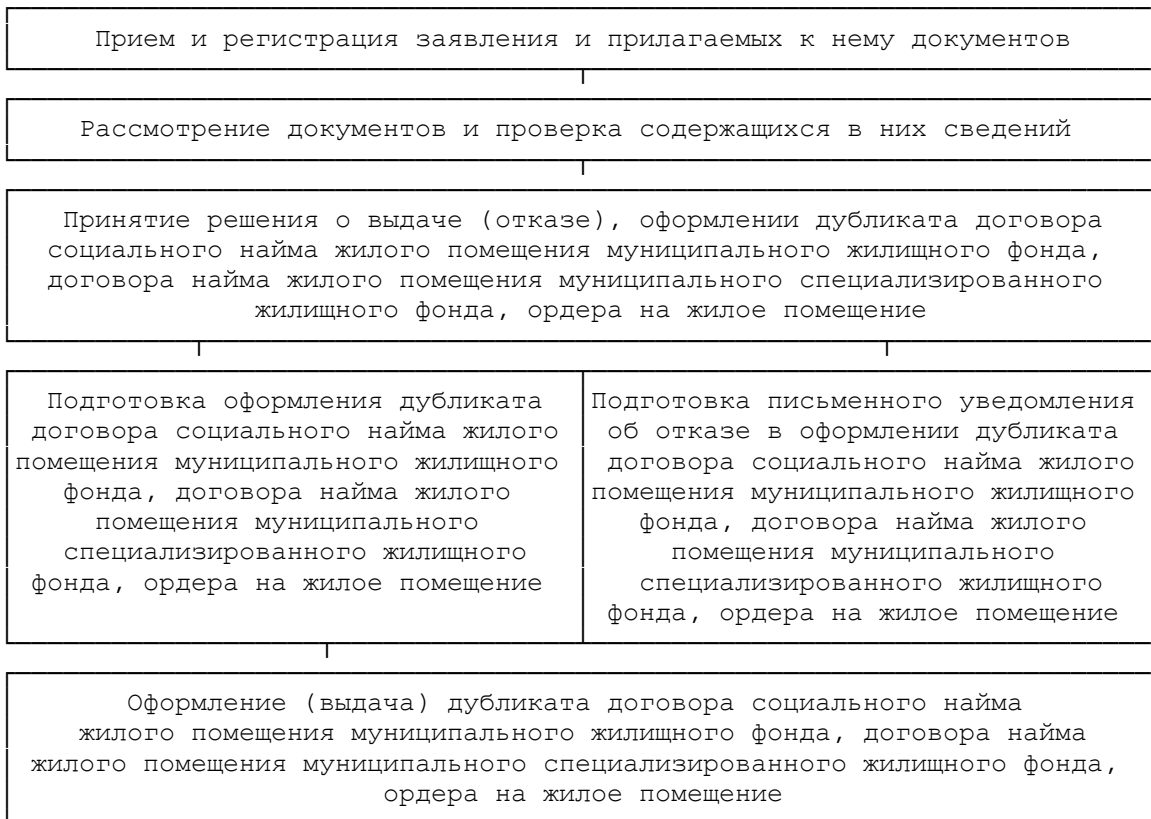 Прием и регистрация заявления и прилагаемых к нему документов
Рассмотрение документов и проверка содержащихся в них сведений
Принятие решения о выдаче (отказе), оформлении дубликата договора
социального найма жилого помещения муниципального жилищного фонда,
договора найма жилого помещения муниципального специализированного
жилищного фонда, ордера на жилое помещение
Подготовка оформления дубликата
договора социального найма жилого
помещения муниципального жилищного
фонда, договора найма жилого
помещения муниципального
специализированного жилищного
фонда, ордера на жилое помещение
Подготовка письменного уведомления
об отказе в оформлении дубликата
договора социального найма жилого
помещения муниципального жилищного
фонда, договора найма жилого
помещения муниципального
специализированного жилищного
фонда, ордера на жилое помещение
Оформление (выдача) дубликата договора социального найма
жилого помещения муниципального жилищного фонда, договора найма
жилого помещения муниципального специализированного жилищного фонда,
ордера на жилое помещение